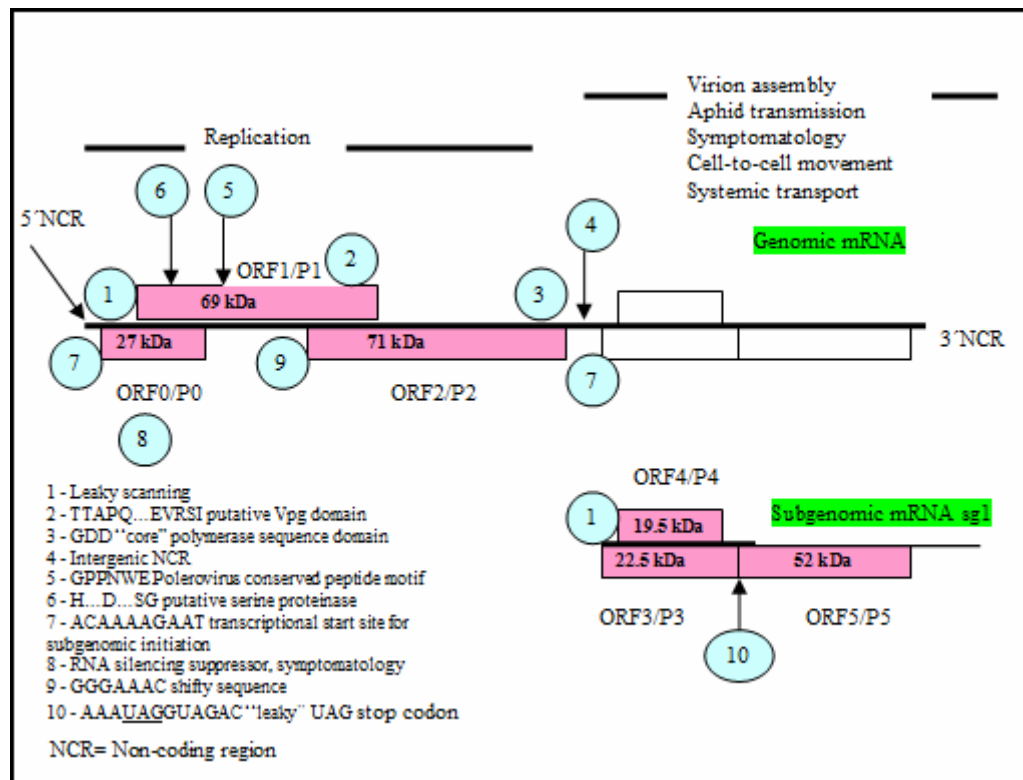 Virion assembly
Aphid transmission
Symptomatology
Cell-to-cell movement
Systemic transport
Replication
6
5
4
5´NCR
Genomic mRNA
ORF1/P1
2
1
69 kDa
3
3´NCR
7
27 kDa
9
71 kDa
7
ORF0/P0
ORF2/P2
8
ORF4/P4
1
19.5 kDa
Subgenomic mRNA sg1
22.5 kDa
52 kDa
ORF3/P3
ORF5/P5
10
1 - Leaky scanning
2 - TTAPQ...EVRSI putative Vpg domain
3 - GDD "core" polymerase sequence domain
4 - Intergenic NCR
5 - GPPNWE Polerovirus conserved peptide motif
6 - H...D...SG putative serine proteinase
7 - ACAAAAGAAT transcriptional start site for
subgenomic initiation
8 - RNA silencing suppressor, symptomatology
9 - GGGAAAC shifty sequence
10 - AAAUAGGUAGAC "leaky" UAG stop codon
NCR= Non-coding region